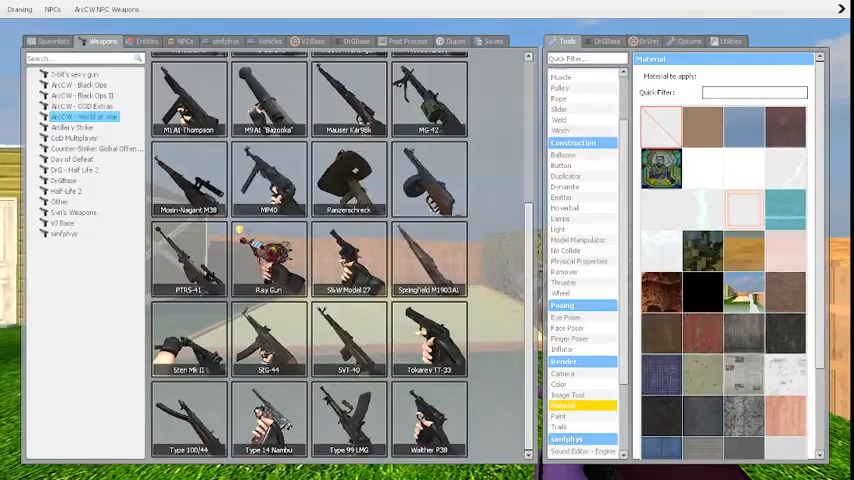 Drawing NPCs ArcCW NPC Weapons
Spawnlists Weapons Entities NPCs simfphys Vehicles VJ Base DrGBase Post Process Dupes Saves
Search...
2-bit's sexy gun
ArcCW - Black Ops
ArcCW - Black Ops II
ArcCW - COD Extras
ArcCW - World at War
Artillery Strike
CoD Multiplayer
Counter-Strike: Global Offen...
Day of Defeat
DrG - Half Life 2
DrGBase
Half-Life 2
Other
Svn's Weapons
VJ Base
simfphys
M1A1 Thompson
M9A1 "Bazooka"
Mauser Kar98k
MG-42
Mosin-Nagant M38
MP40
Panzerschreck
PTRS-41
Ray Gun
S&W Model 27
Springfield M1903A1
Sten Mk II
StG-44
SVT-40
Tokarev TT-33
Type 100/44
Type 14 Nambu
Type 99 LMG
Walther P38
Tools DrGBase DrVrej Options Utilities
Quick Filter...
Muscle
Pulley
Rope
Slider
Weld
Winch
Construction
Balloons
Button
Duplicator
Dynamite
Emitter
Hoverball
Lamps
Light
Model Manipulator
No Collide
Physical Properties
Remover
Thruster
Wheel
Posing
Eye Poser
Face Poser
Finger Poser
Inflator
Render
Camera
Color
Image Tool
Material
Paint
Trails
simfphys
Sound Editor - Engine
Material
Material to apply:
Quick Filter: